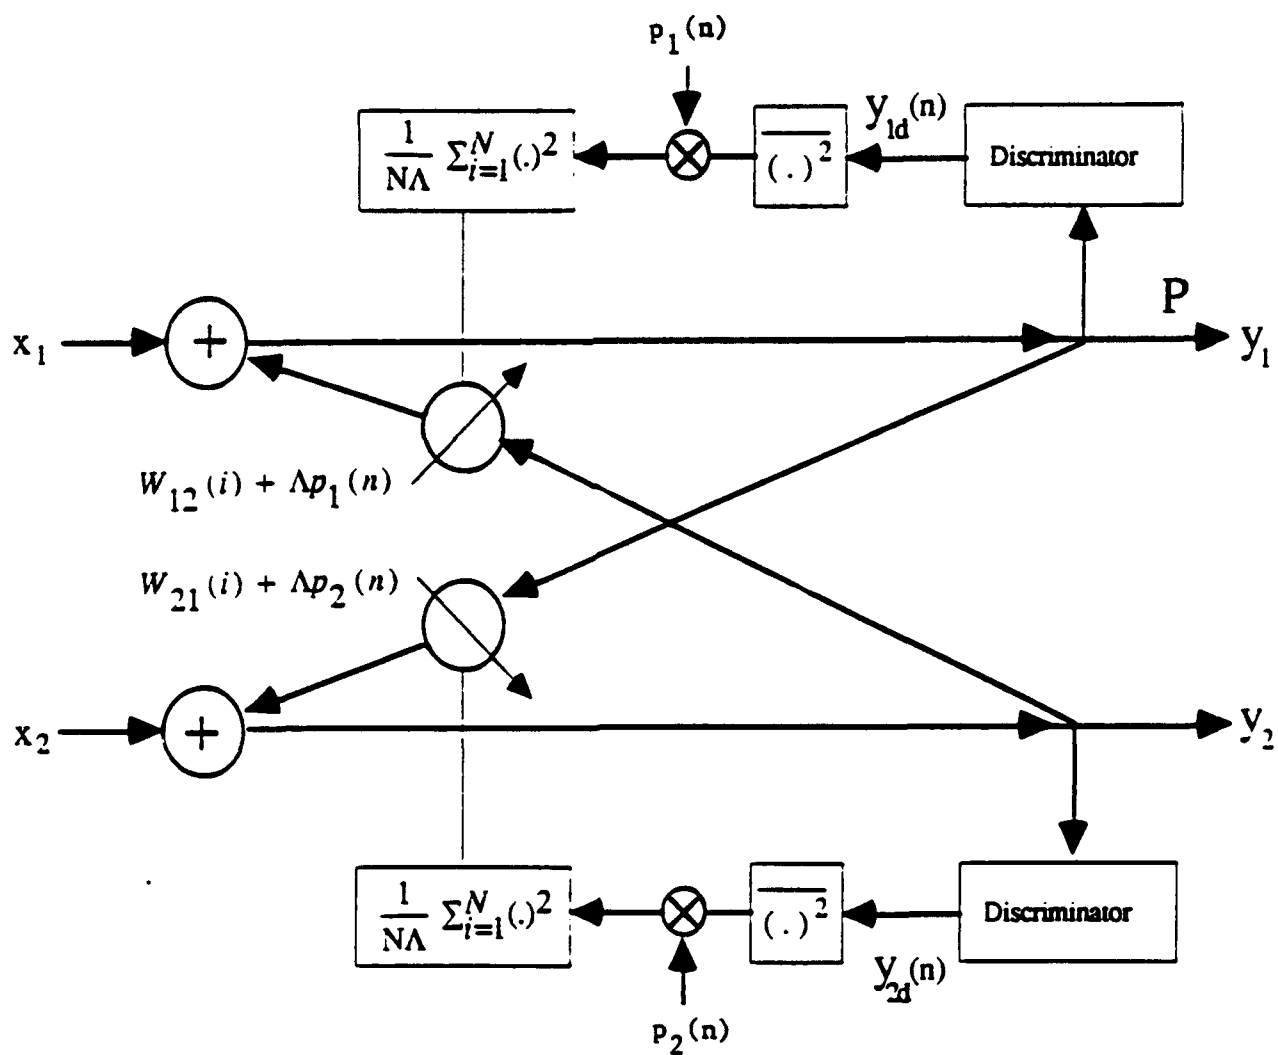 p₁(n)
1/NΛ Σᵢ₌₁ᴺ(.)²
⊗
(.)²
y₁d(n)
Discriminator
P
x₁
+
y₁
W₁₂(i) + Λp₁(n)
W₂₁(i) + Λp₂(n)
x₂
+
y₂
1/NΛ Σᵢ₌₁ᴺ(.)²
⊗
(.)²
y₂d(n)
Discriminator
p₂(n)